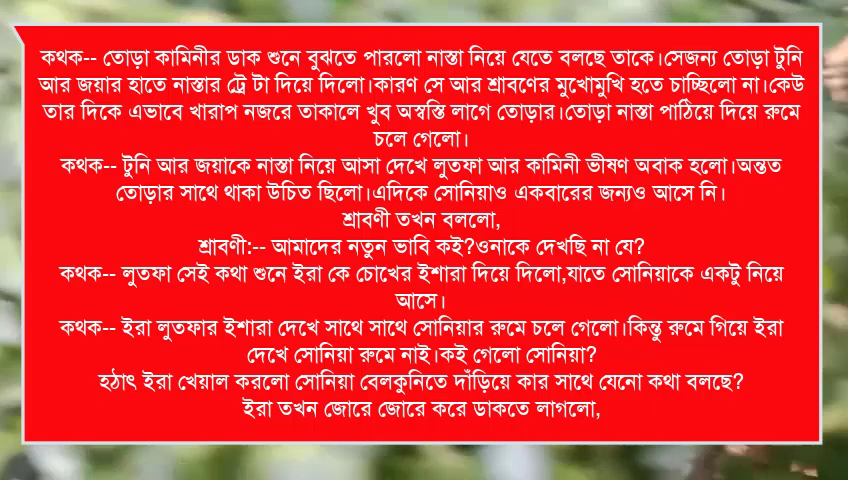 কথক-- তোড়া কামিনীর ডাক শুনে বুঝতে পারলো নাস্তা নিয়ে যেতে বলছে তাকে।সেজন্য তোড়া টুনি
আর জয়ার হাতে নাস্তার ট্রে টা দিয়ে দিলো।কারণ সে আর শ্রাবণের মুখোমুখি হতে চাচ্ছিলো না।কেউ
তার দিকে এভাবে খারাপ নজরে তাকালে খুব অস্বস্তি লাগে তোড়ার।তোড়া নাস্তা পাঠিয়ে দিয়ে রুমে
চলে গেলো।
কথক-- টুনি আর জয়াকে নাস্তা নিয়ে আসা দেখে লুতফা আর কামিনী ভীষণ অবাক হলো।অন্তত
তোড়ার সাথে থাকা উচিত ছিলো।এদিকে সোনিয়াও একবারের জন্যও আসে নি।
শ্রাবণী তখন বললো,
শ্রাবণী:-- আমাদের নতুন ভাবি কই?ওনাকে দেখছি না যে?
কথক-- লুতফা সেই কথা শুনে ইরা কে চোখের ইশারা দিয়ে দিলো,যাতে সোনিয়াকে একটু নিয়ে
আসে।
কথক-- ইরা লুতফার ইশারা দেখে সাথে সাথে সোনিয়ার রুমে চলে গেলো।কিন্তু রুমে গিয়ে ইরা
দেখে সোনিয়া রুমে নাই।কই গেলো সোনিয়া?
হঠাৎ ইরা খেয়াল করলো সোনিয়া বেলকুনিতে দাঁড়িয়ে কার সাথে যেনো কথা বলছে?
ইরা তখন জোরে জোরে করে ডাকতে লাগলো,